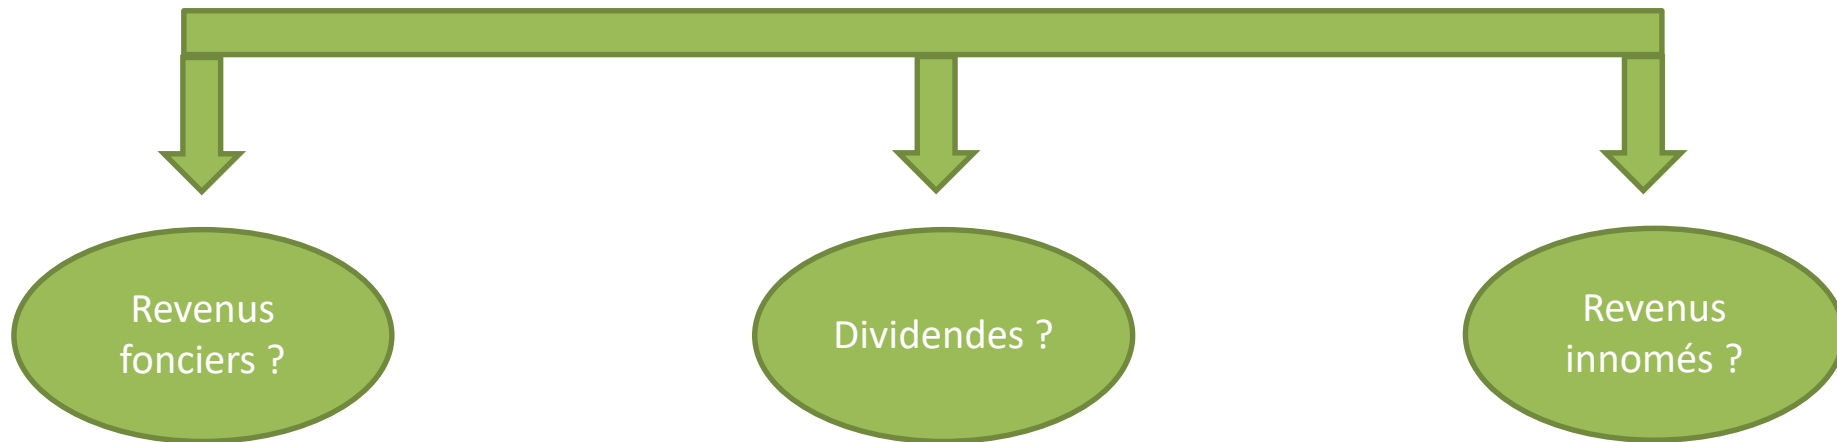 Revenus
fonciers ?
Dividendes ?
Revenus
innomés ?